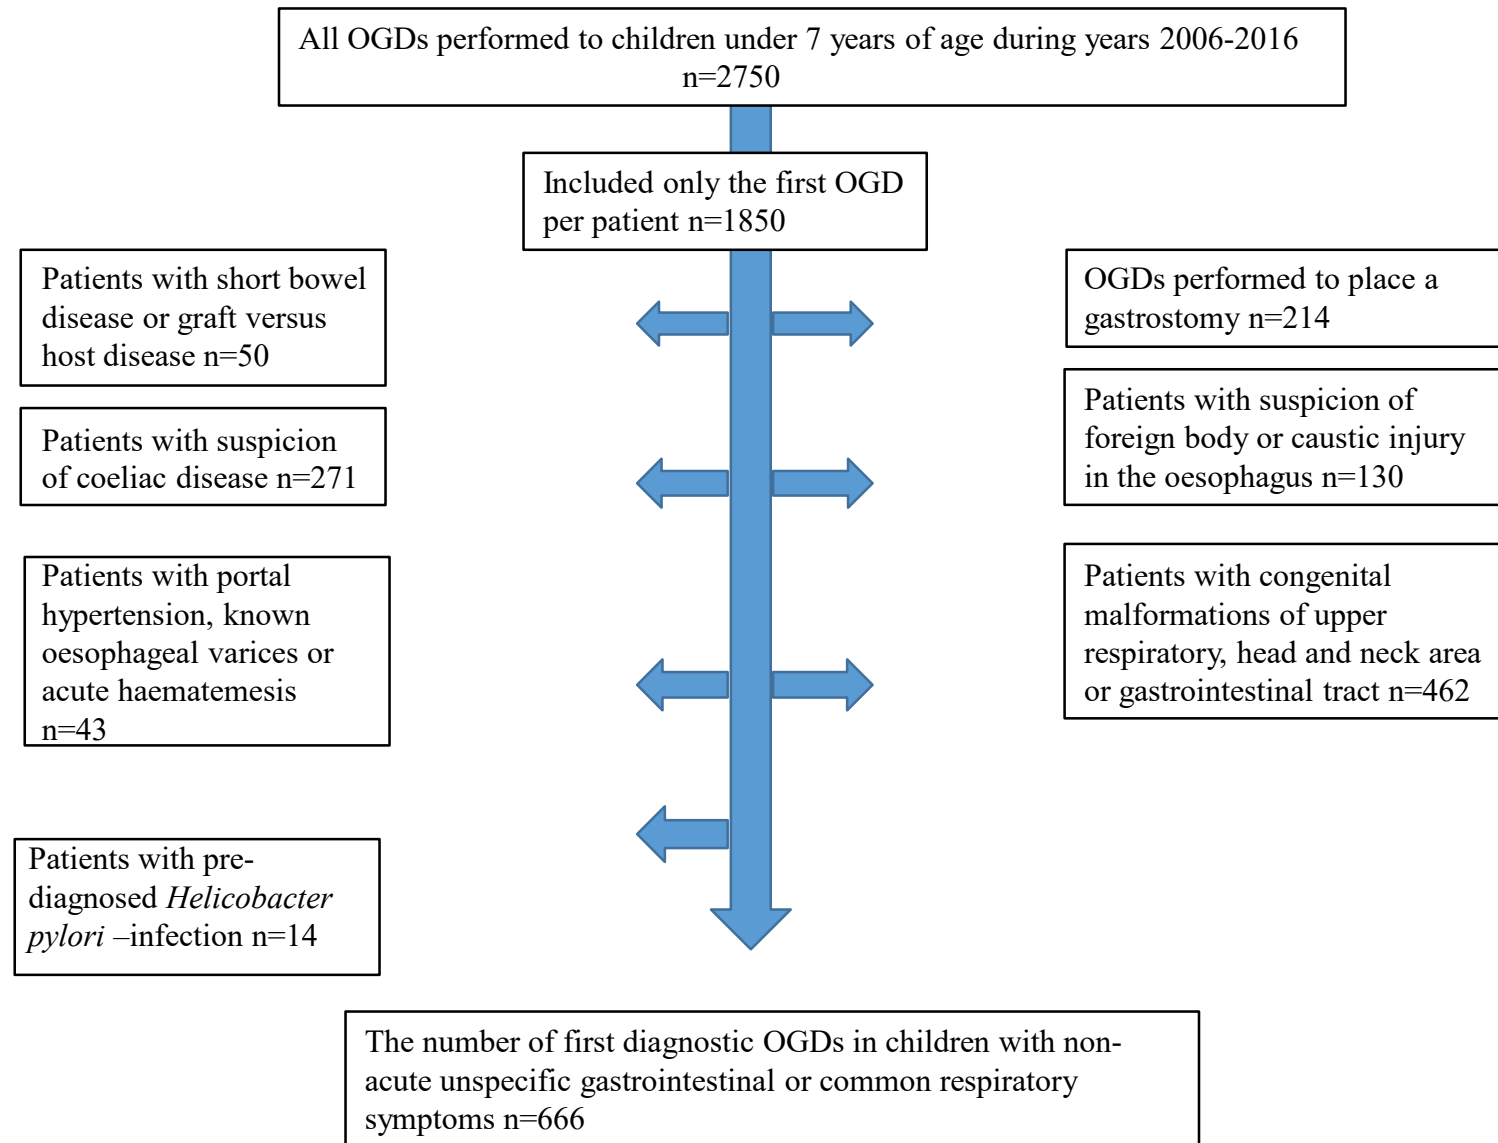 All OGDs performed to children under 7 years of age during years 2006-2016
n=2750
Included only the first OGD
per patient n=1850
Patients with short bowel
disease or graft versus
host disease n=50
OGDs performed to place a
gastrostomy n=214
Patients with suspicion
of coeliac disease n=271
Patients with suspicion of
foreign body or caustic injury
in the oesophagus n=130
Patients with portal
hypertension, known
oesophageal varices or
acute haematemesis
n=43
Patients with congenital
malformations of upper
respiratory, head and neck area
or gastrointestinal tract n=462
Patients with pre-
diagnosed Helicobacter
pylori –infection n=14
The number of first diagnostic OGDs in children with non-
acute unspecific gastrointestinal or common respiratory
symptoms n=666